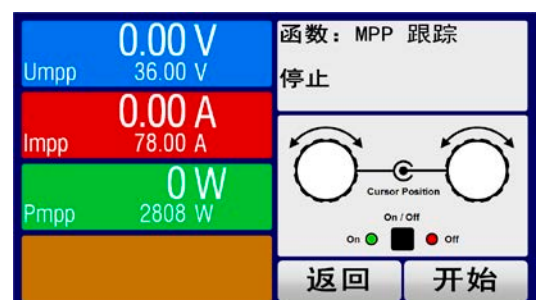 0.00 V
Umpp 36.00 V
0.00 A
Impp 78.00 A
0 W
Pmpp 2808 W
函数：MPP 跟踪
停止
Cursor Position
On / Off
On Off
返回 开始